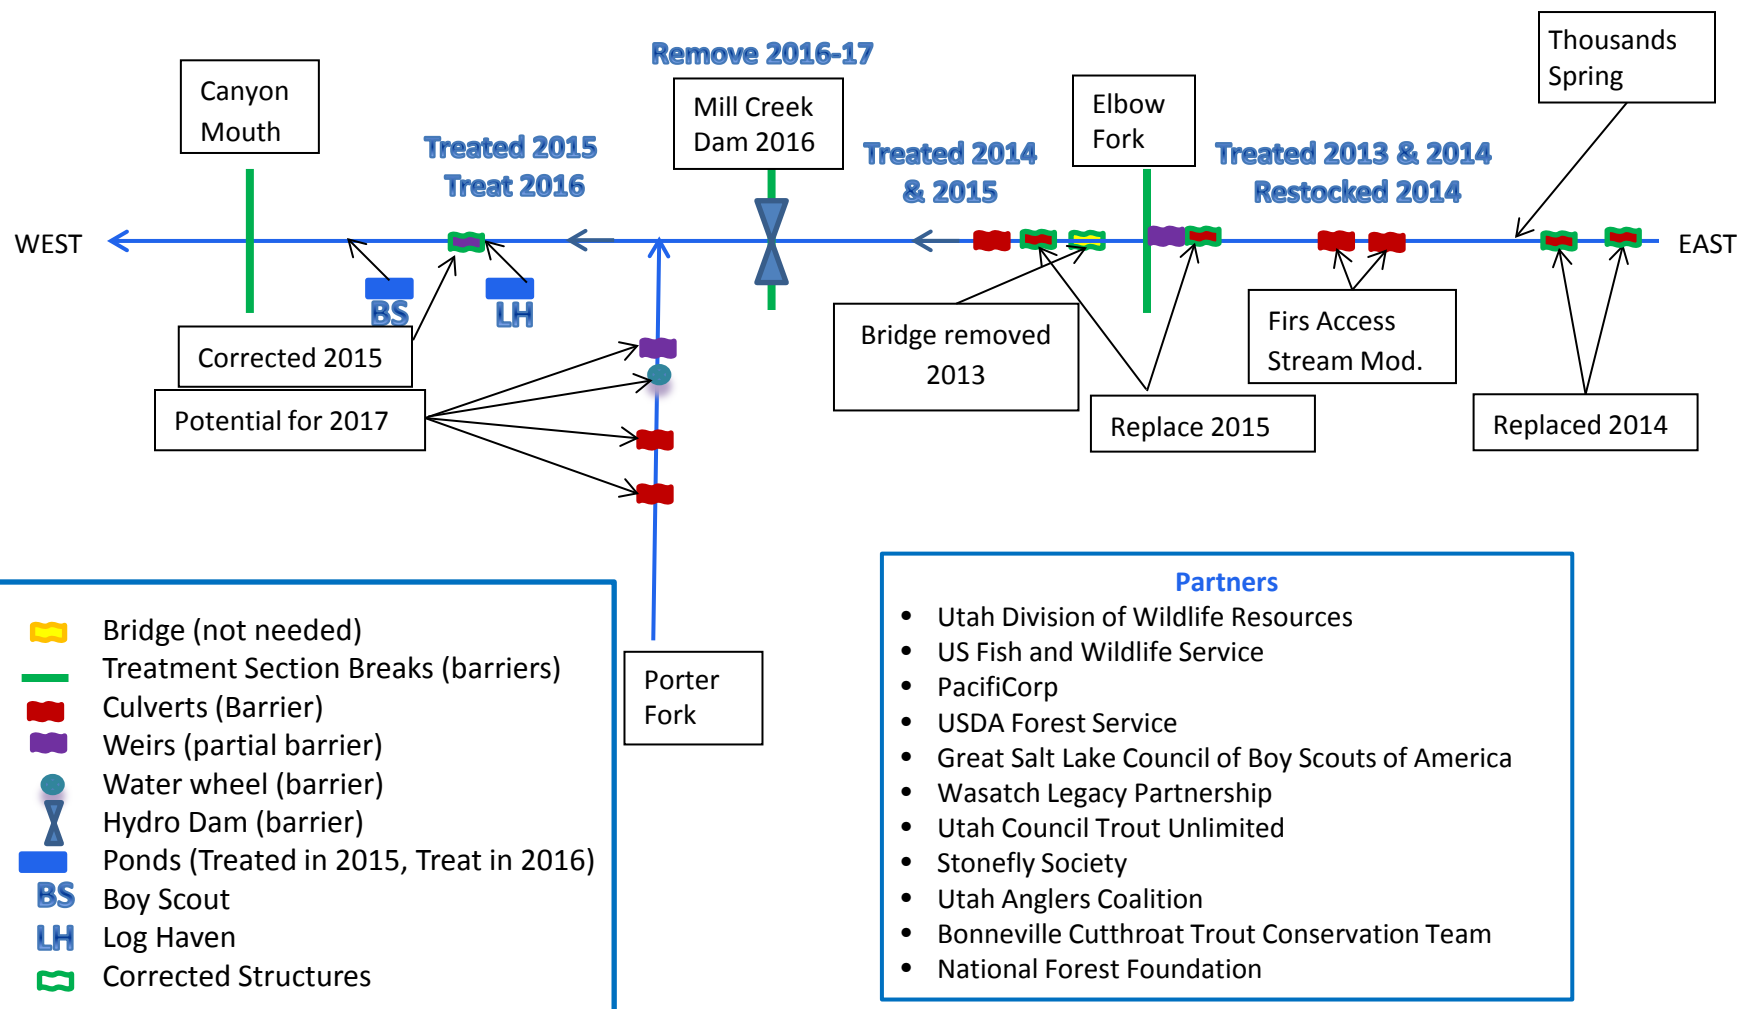 Thousands
Spring
Remove 2016-17
Canyon
Mouth
Mill Creek
Dam 2016
Elbow
Fork
Treated 2015
Treat 2016
Treated 2014
& 2015
Treated 2013 & 2014
Restocked 2014
WEST
EAST
BS
LH
Corrected 2015
Bridge removed
2013
Firs Access
Stream Mod.
Potential for 2017
Replace 2015
Replaced 2014
Porter
Fork
Bridge (not needed)
Treatment Section Breaks (barriers)
Culverts (Barrier)
Weirs (partial barrier)
Water wheel (barrier)
Hydro Dam (barrier)
Ponds (Treated in 2015, Treat in 2016)
BS Boy Scout
LH Log Haven
Corrected Structures
Partners
• Utah Division of Wildlife Resources
• US Fish and Wildlife Service
• PacifiCorp
• USDA Forest Service
• Great Salt Lake Council of Boy Scouts of America
• Wasatch Legacy Partnership
• Utah Council Trout Unlimited
• Stonefly Society
• Utah Anglers Coalition
• Bonneville Cutthroat Trout Conservation Team
• National Forest Foundation